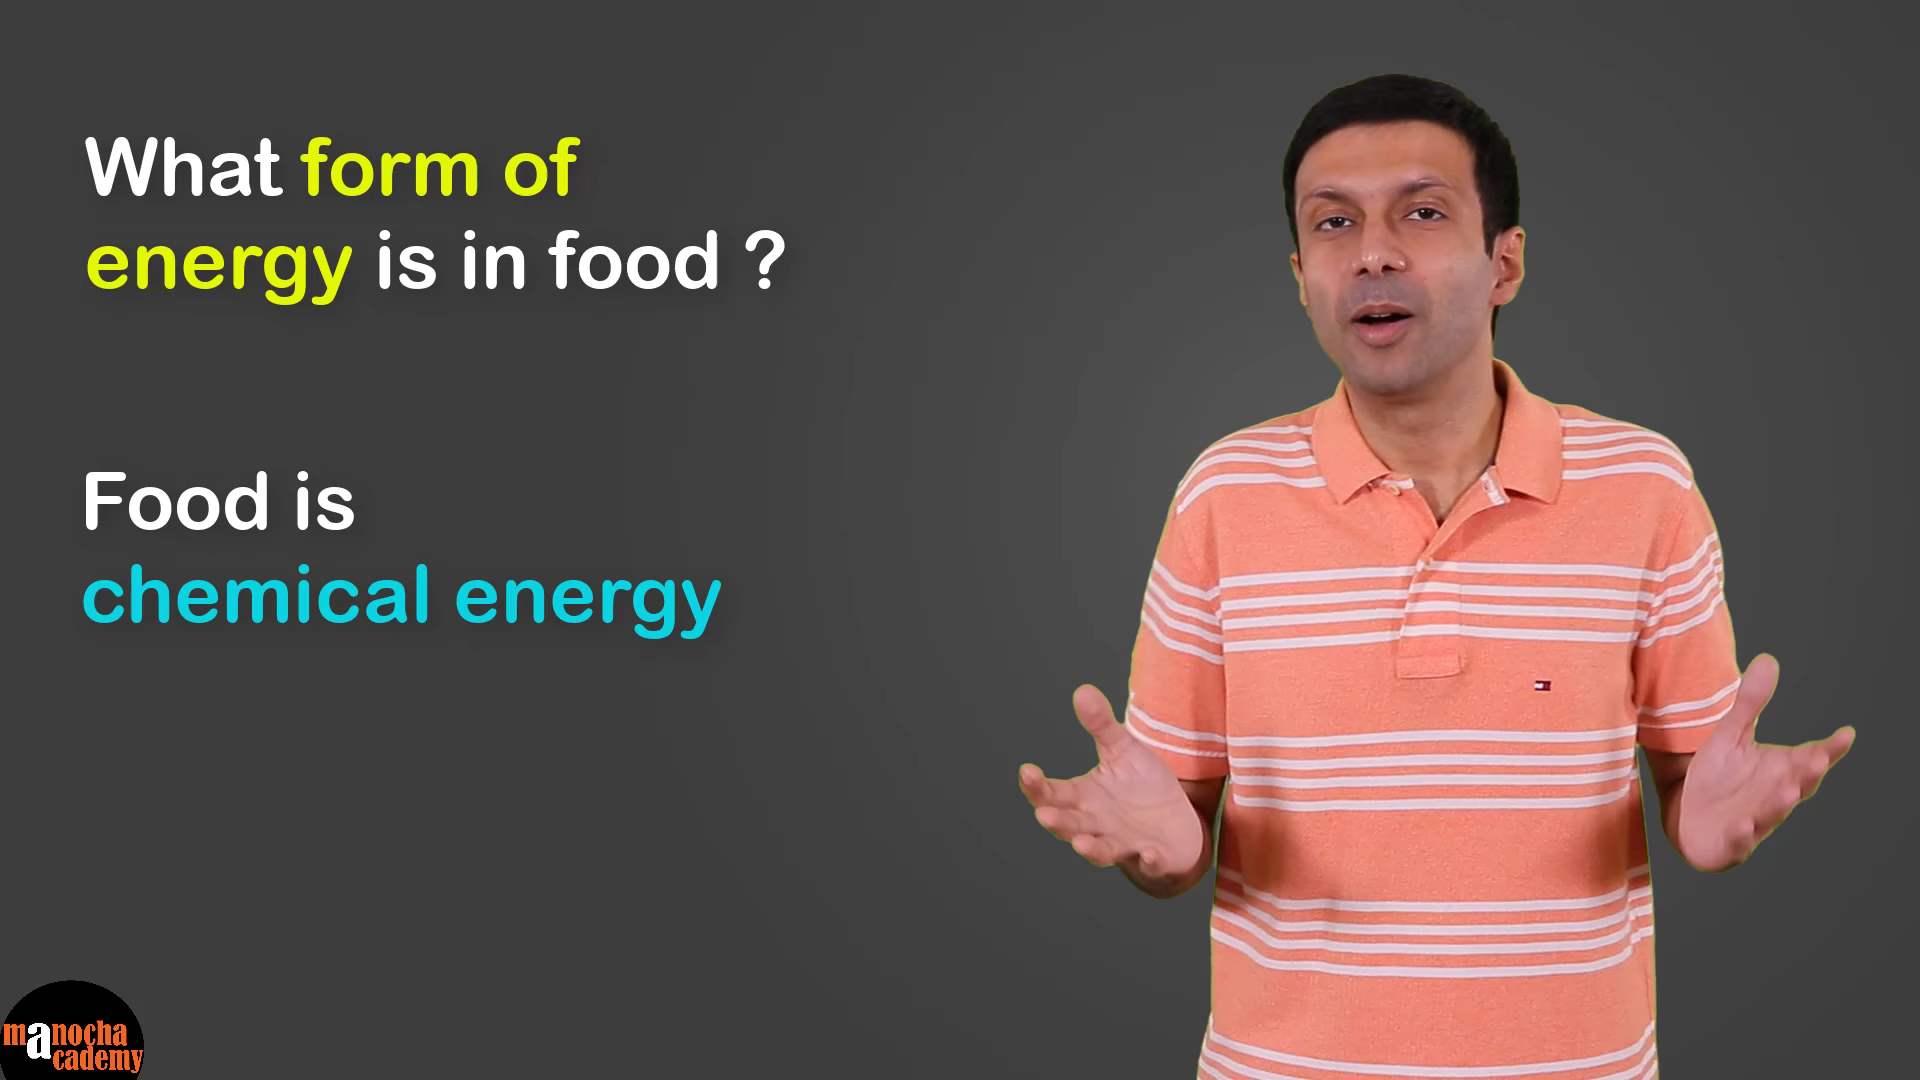 What form of
energy is in food ?
Food is
chemical energy
manocha
academy